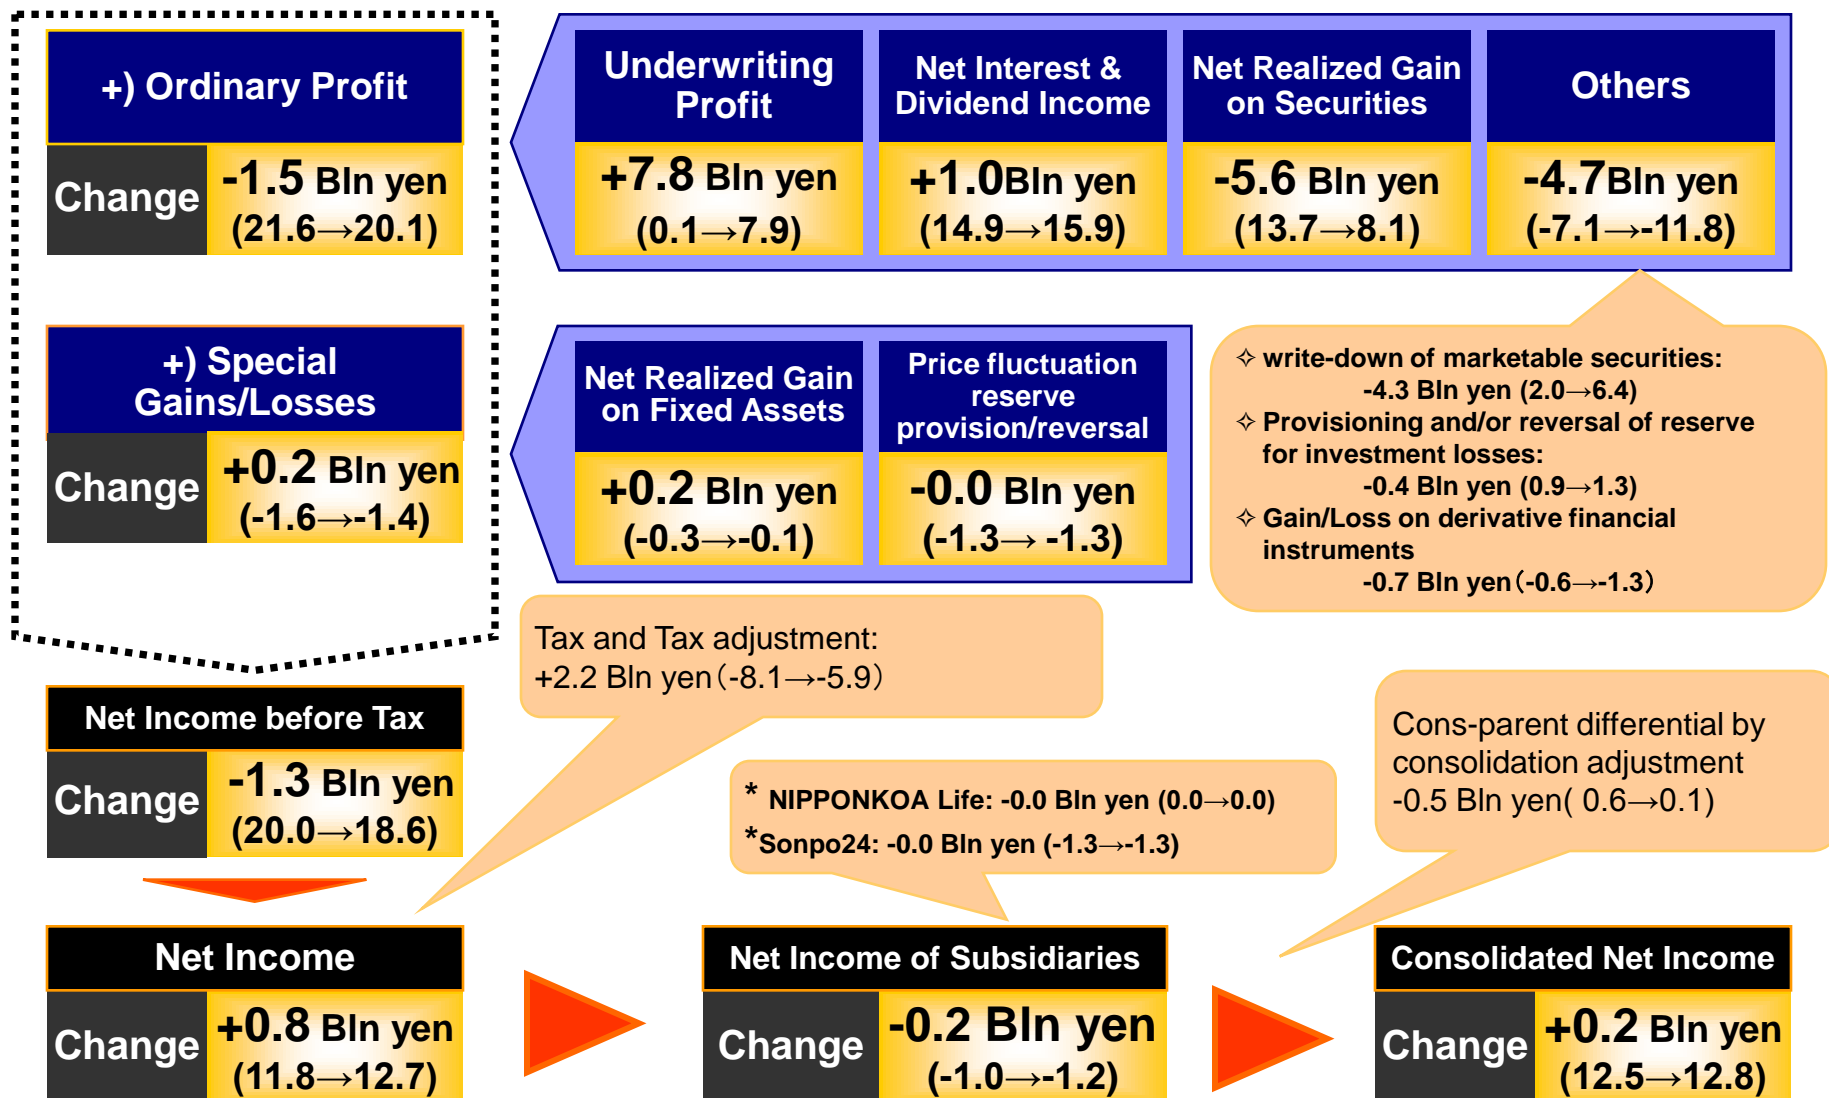 +) Ordinary Profit
Change
-1.5 Bln yen
(21.6→20.1)
Underwriting
Profit
+7.8 Bln yen
(0.1→7.9)
Net Interest &
Dividend Income
+1.0Bln yen
(14.9→15.9)
Net Realized Gain
on Securities
-5.6 Bln yen
(13.7→8.1)
Others
-4.7Bln yen
(-7.1→-11.8)
+) Special
Gains/Losses
Change
+0.2 Bln yen
(-1.6→-1.4)
Net Realized Gain
on Fixed Assets
+0.2 Bln yen
(-0.3→-0.1)
Price fluctuation
reserve
provision/reversal
-0.0 Bln yen
(-1.3→ -1.3)
✧ write-down of marketable securities:
-4.3 Bln yen (2.0→6.4)
✧ Provisioning and/or reversal of reserve
for investment losses:
-0.4 Bln yen (0.9→1.3)
✧ Gain/Loss on derivative financial
instruments
-0.7 Bln yen（-0.6→-1.3）
Tax and Tax adjustment:
+2.2 Bln yen（-8.1→-5.9）
Net Income before Tax
Change
-1.3 Bln yen
(20.0→18.6)
* NIPPONKOA Life: -0.0 Bln yen (0.0→0.0)
*Sonpo24: -0.0 Bln yen (-1.3→-1.3)
Cons-parent differential by
consolidation adjustment
-0.5 Bln yen( 0.6→0.1)
Net Income
Change
+0.8 Bln yen
(11.8→12.7)
Net Income of Subsidiaries
Change
-0.2 Bln yen
(-1.0→-1.2)
Consolidated Net Income
Change
+0.2 Bln yen
(12.5→12.8)